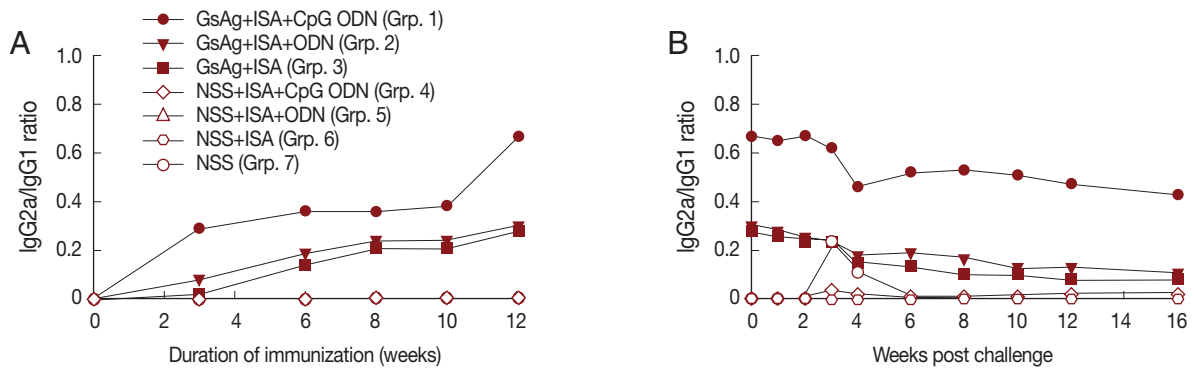 A
GsAg+ISA+CpG ODN (Grp. 1)
GsAg+ISA+ODN (Grp. 2)
GsAg+ISA (Grp. 3)
NSS+ISA+CpG ODN (Grp. 4)
NSS+ISA+ODN (Grp. 5)
NSS+ISA (Grp. 6)
NSS (Grp. 7)
IgG2a/IgG1 ratio
1.0
0.8
0.6
0.4
0.2
0
0 2 4 6 8 10 12
Duration of immunization (weeks)
B
IgG2a/IgG1 ratio
1.0
0.8
0.6
0.4
0.2
0
0 2 4 6 8 10 12 14 16
Weeks post challenge